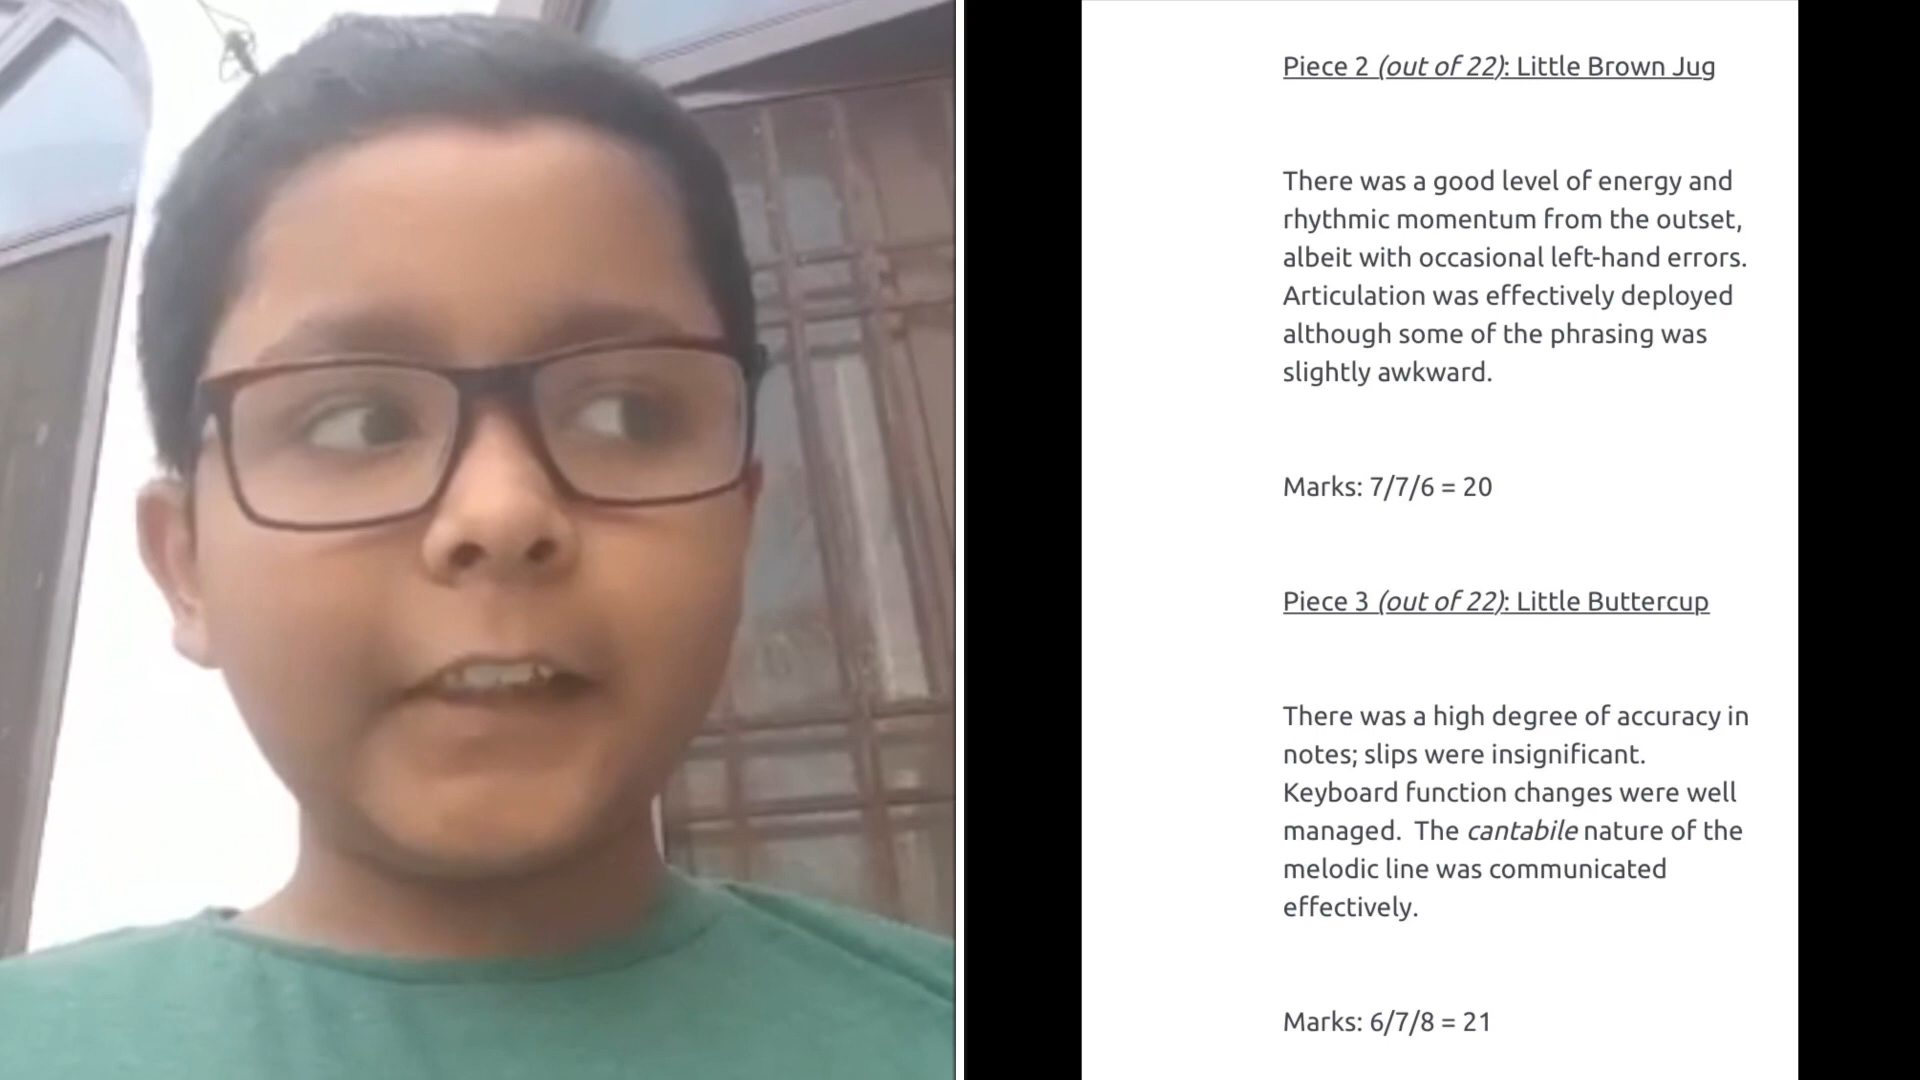 Piece 2 (out of 22): Little Brown Jug
There was a good level of energy and
rhythmic momentum from the outset,
albeit with occasional left-hand errors.
Articulation was effectively deployed
although some of the phrasing was
slightly awkward.
Marks: 7/7/6 = 20
Piece 3 (out of 22): Little Buttercup
There was a high degree of accuracy in
notes; slips were insignificant.
Keyboard function changes were well
managed.  The cantabile nature of the
melodic line was communicated
effectively.
Marks: 6/7/8 = 21